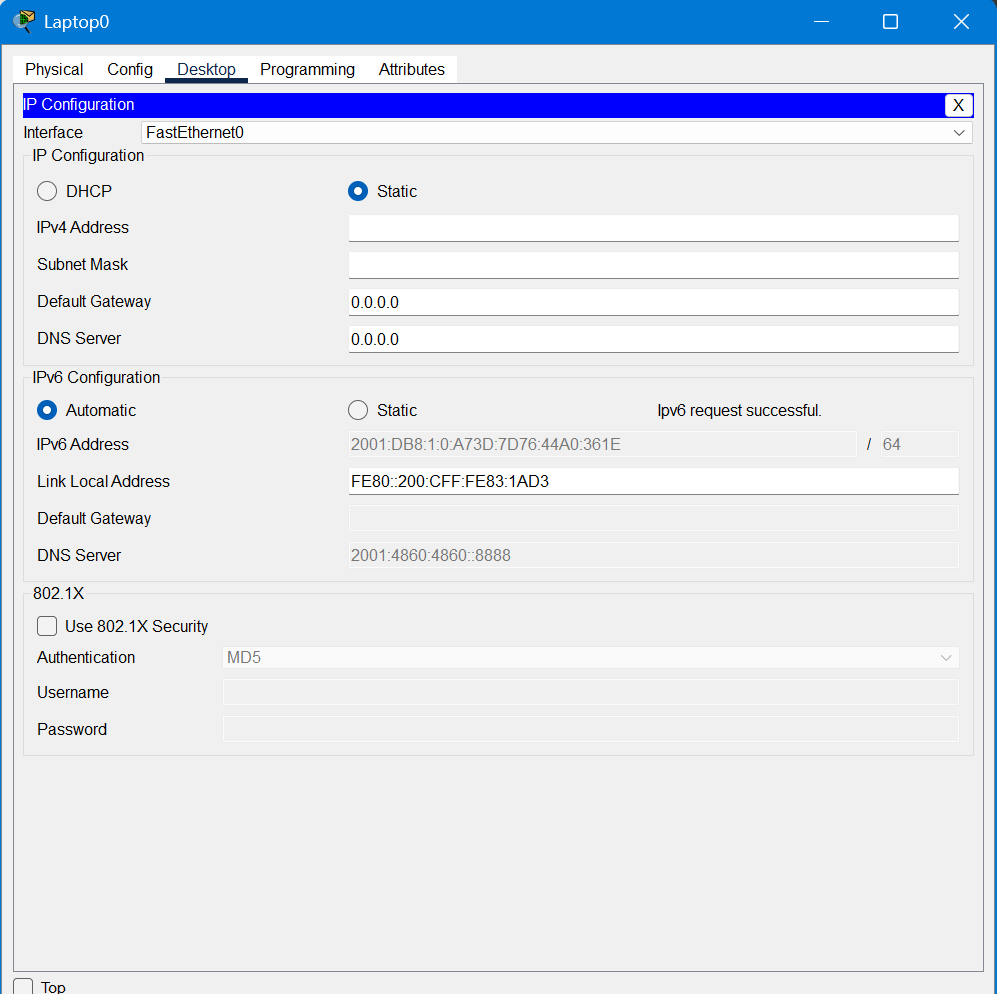 Laptop0
Physical Config Desktop Programming Attributes
IP Configuration X
Interface FastEthernet0
IP Configuration
DHCP Static
IPv4 Address
Subnet Mask
Default Gateway 0.0.0.0
DNS Server 0.0.0.0
IPv6 Configuration
Automatic Static Ipv6 request successful.
IPv6 Address 2001:DB8:1:0:A73D:7D76:44A0:361E / 64
Link Local Address FE80::200:CFF:FE83:1AD3
Default Gateway
DNS Server 2001:4860:4860::8888
802.1X
Use 802.1X Security
Authentication MD5
Username
Password
Top